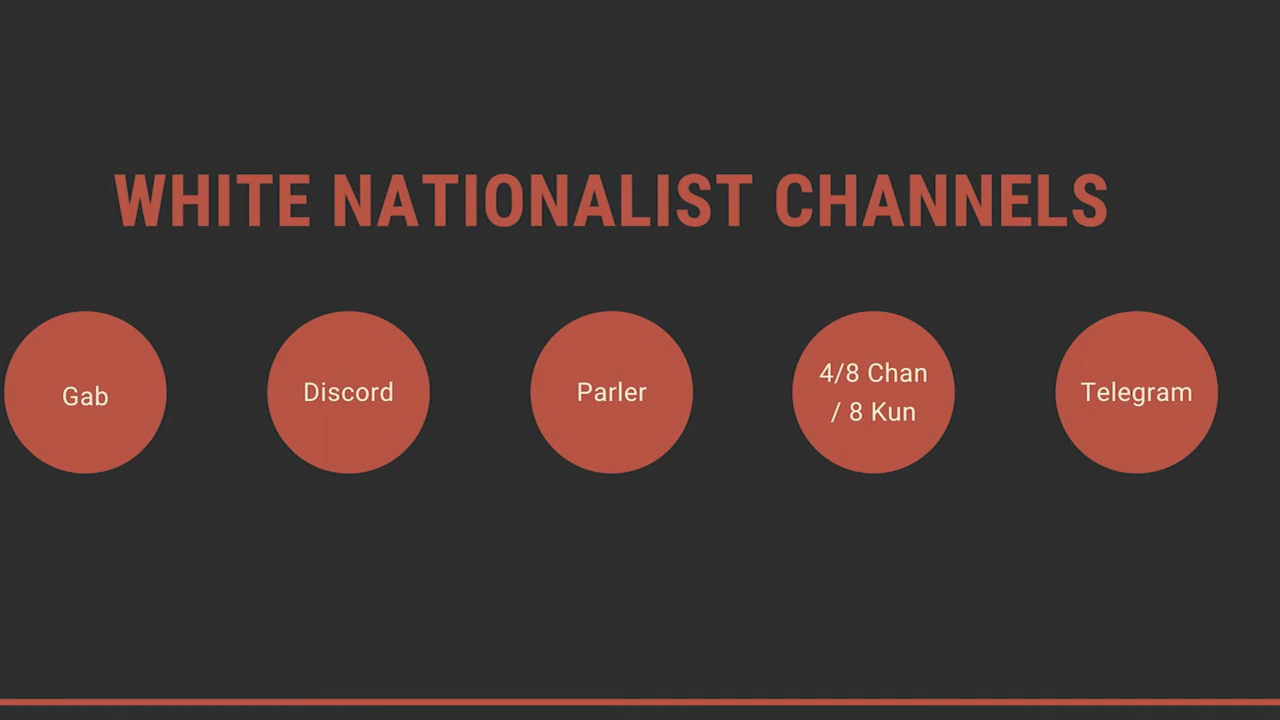 WHITE NATIONALIST CHANNELS
Gab
Discord
Parler
4/8 Chan
/ 8 Kun
Telegram